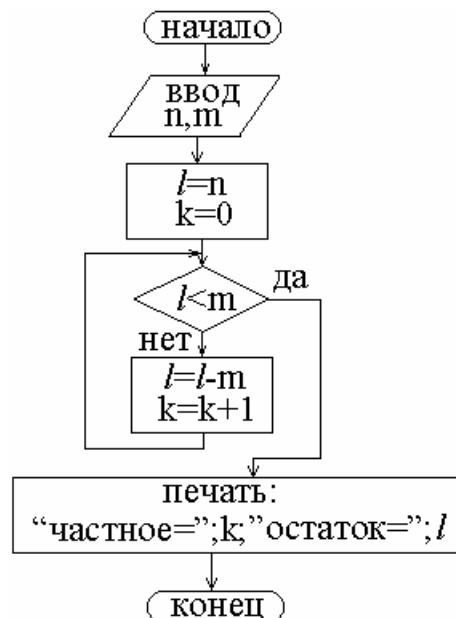 начало
ввод
n,m
l=n
k=0
l<m
да
нет
l=l-m
k=k+1
печать:
“частное=”;k;”остаток=”;l
конец